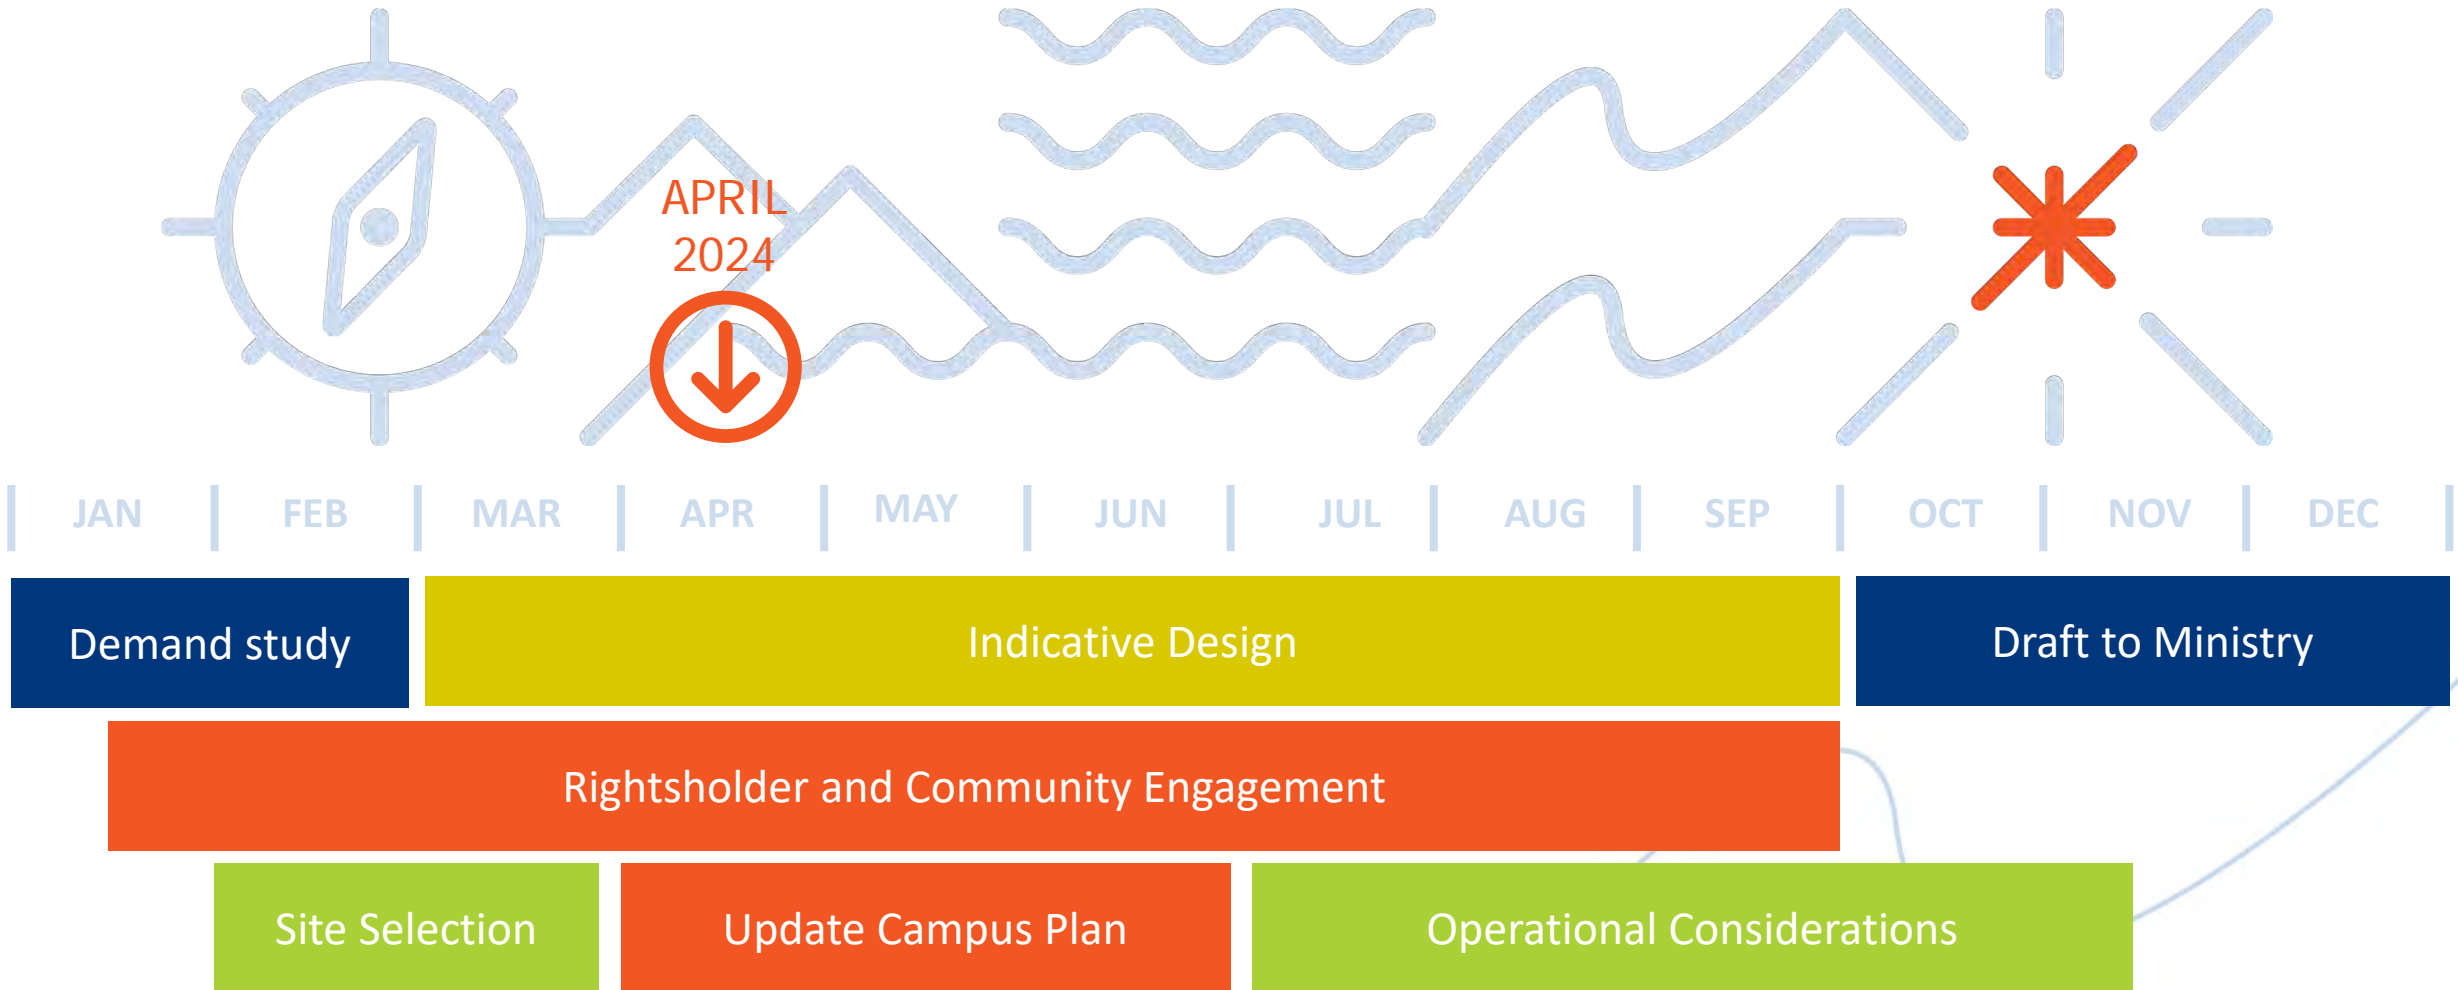 APRIL
2024
JAN FEB MAR APR MAY JUN JUL AUG SEP OCT NOV DEC
Demand study Indicative Design Draft to Ministry
Rightsholder and Community Engagement
Site Selection Update Campus Plan Operational Considerations